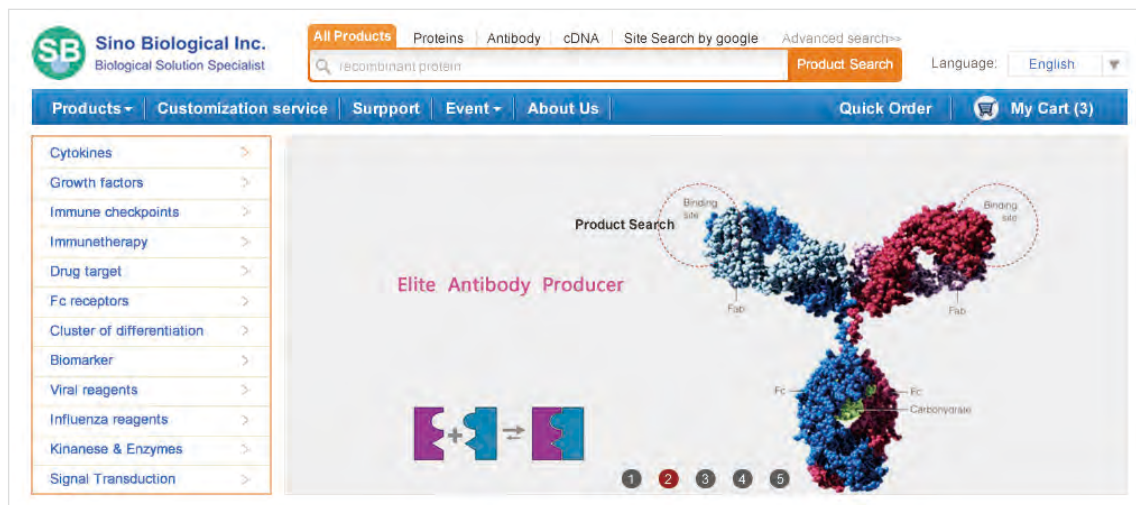 SB
Sino Biological Inc.
Biological Solution Specialist
All Products Proteins Antibody cDNA Site Search by google Advanced search>>
recombinant protein
Product Search
Language: English
Products Customization service Surpport Event About Us Quick Order My Cart (3)
Cytokines >
Growth factors >
Immune checkpoints >
Immunetherapy >
Drug target >
Fc receptors >
Cluster of differentiation >
Biomarker >
Viral reagents >
Influenza reagents >
Kinanese & Enzymes >
Signal Transduction >
Product Search
Elite Antibody Producer
Binding
site
Binding
site
Fab
Fab
Fc
Fc
Carbohydrate
+
1 2 3 4 5